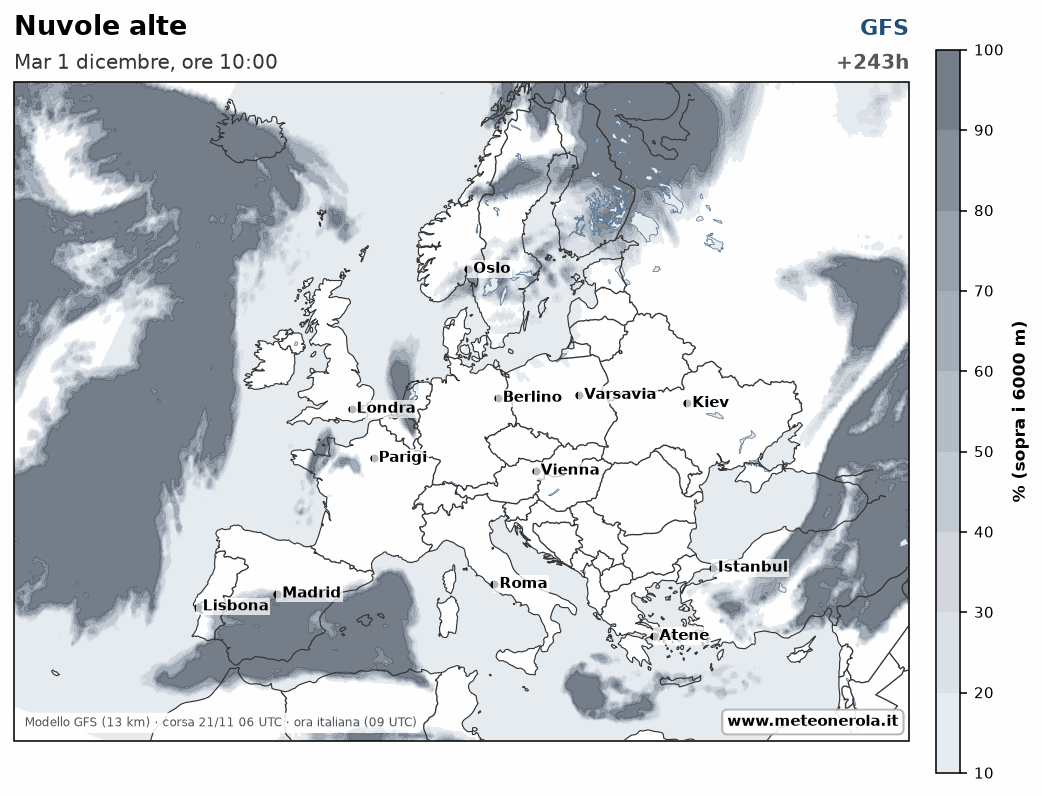 Nuvole alte
GFS
Mar 1 dicembre, ore 10:00
+243h
100
90
80
70
60
50
40
30
20
10
% (sopra i 6000 m)
Oslo
Londra
Berlino
Varsavia
Kiev
Parigi
Vienna
Istanbul
Roma
Madrid
Lisbona
Atene
Modello GFS (13 km) · corsa 21/11 06 UTC · ora italiana (09 UTC)
www.meteonerola.it